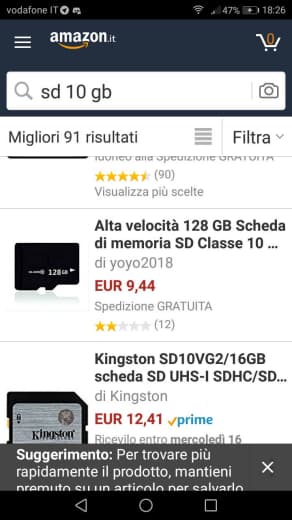 vodafone IT 47% 18:26
amazon.it
0
sd 10 gb
Migliori 91 risultati
Filtra
Idoneo alla Spedizione GRATUITA
(90)
Visualizza più scelte
Alta velocità 128 GB Scheda
di memoria SD Classe 10 ...
di yoyo2018
EUR 9,44
Spedizione GRATUITA
(12)
128GB
Kingston SD10VG2/16GB
scheda SD UHS-I SDHC/SD...
di Kingston
EUR 12,41 prime
Ricevilo entro mercoledì 16
Kingston
Suggerimento: Per trovare più
rapidamente il prodotto, mantieni
premuto su un articolo per salvarlo